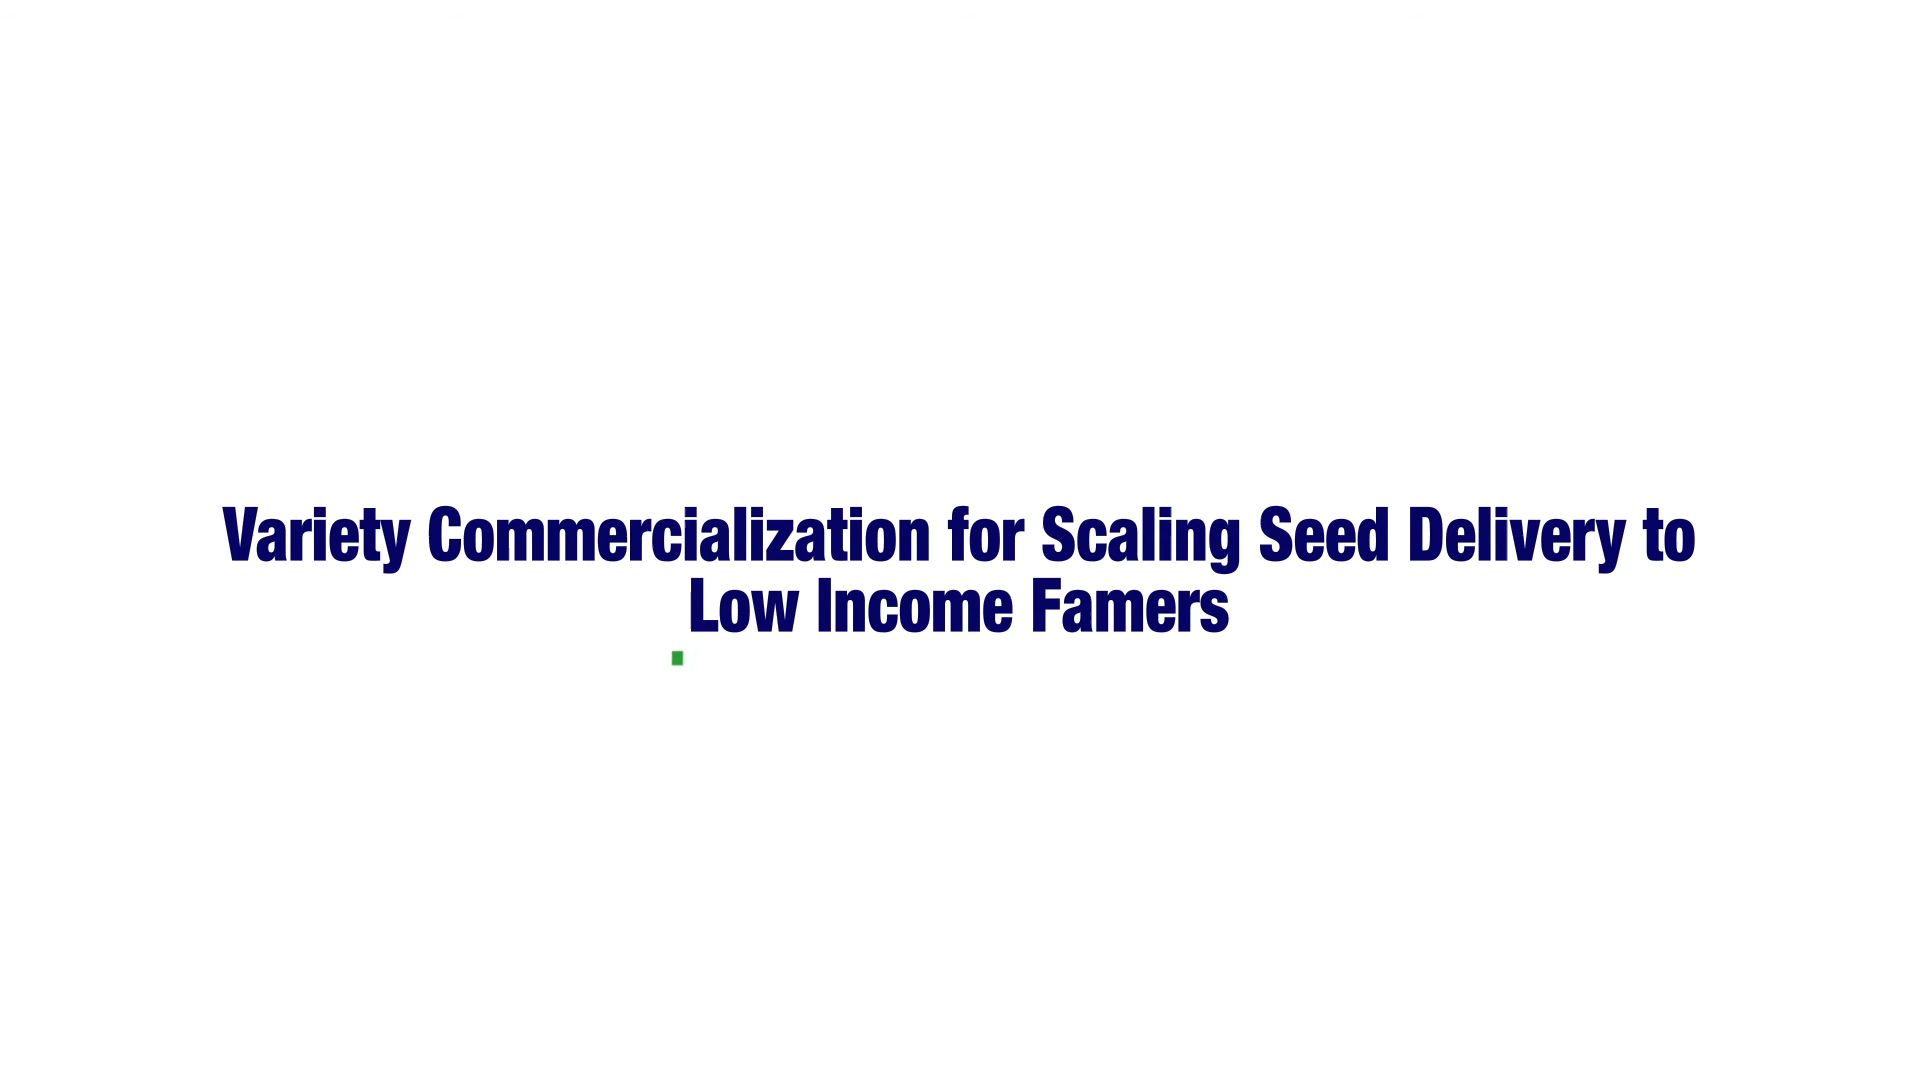 Variety Commercialization for Scaling Seed Delivery to
Low Income Famers